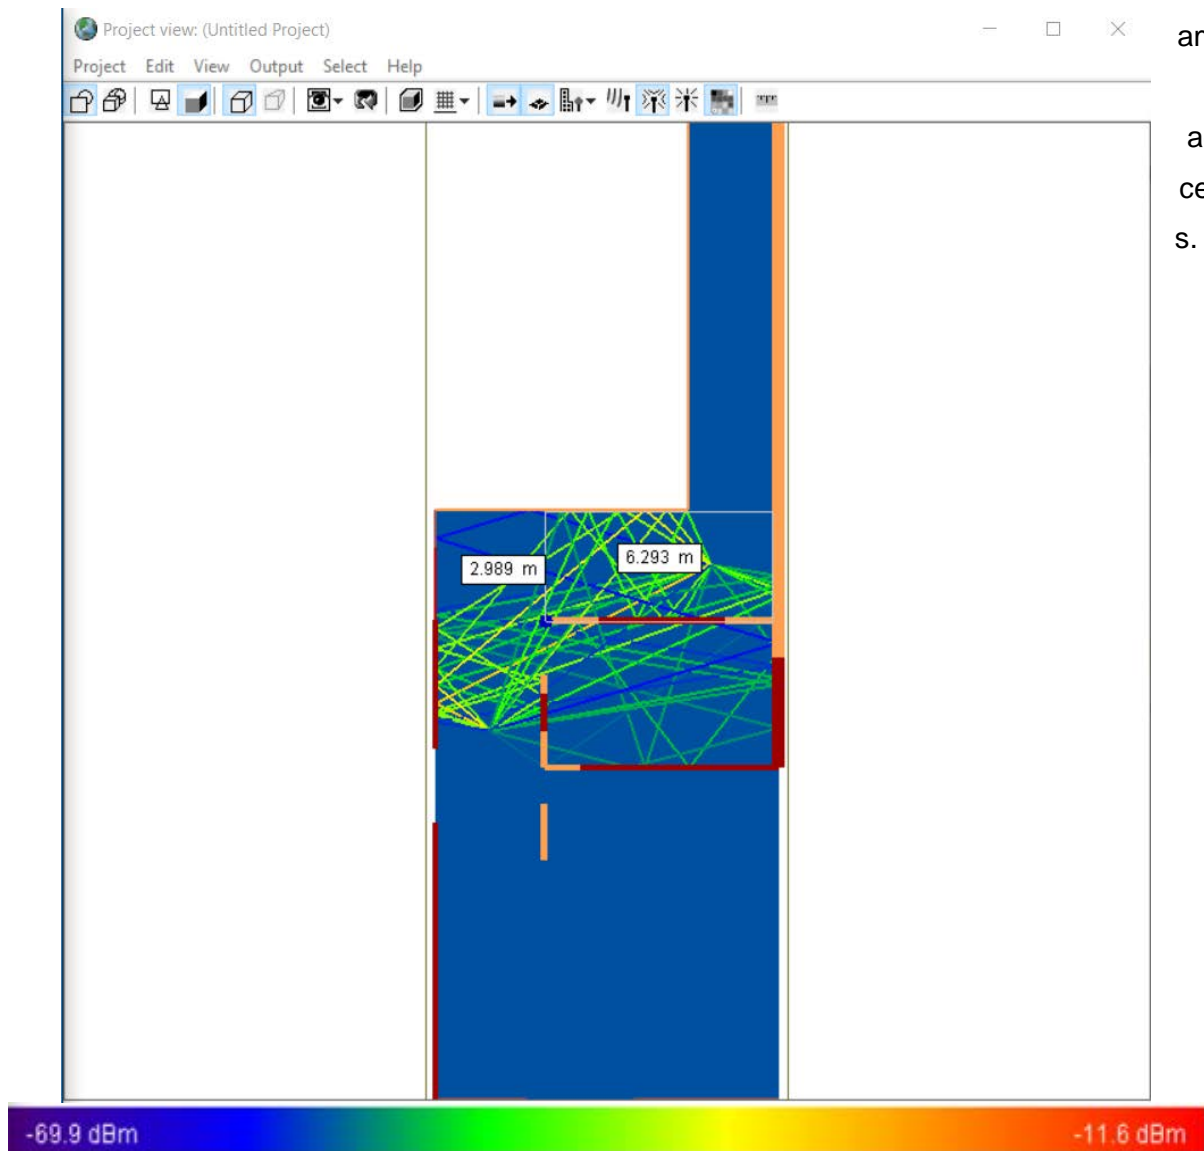 Project view: (Untitled Project)
Project Edit View Output Select Help
ar
a
ce
s.
2.989 m
6.293 m
-69.9 dBm
-11.6 dBm